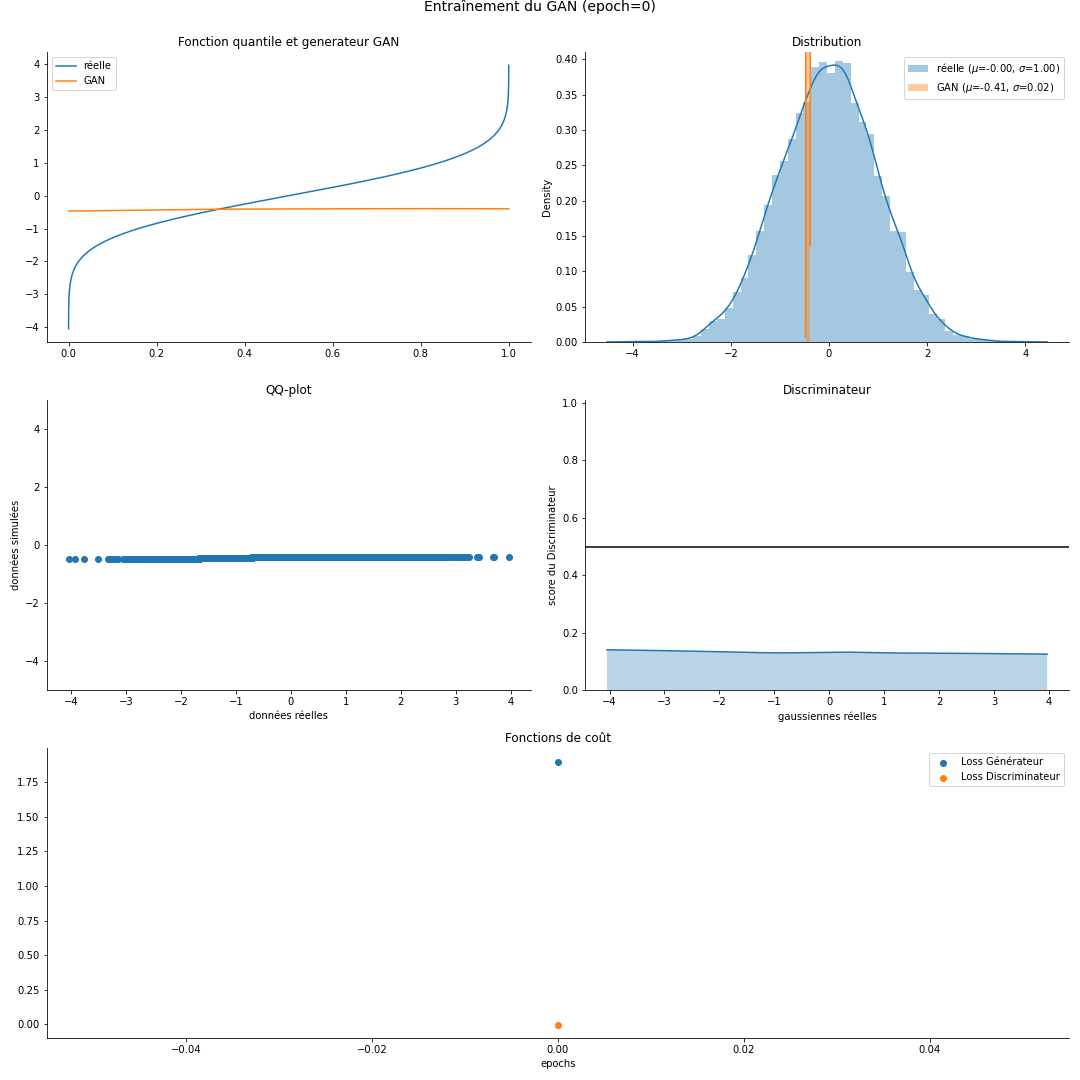 Entraînement du GAN (epoch=0)
Fonction quantile et generateur GAN
réelle
GAN
4
3
2
1
0
−1
−2
−3
−4
0.0 0.2 0.4 0.6 0.8 1.0
Distribution
réelle (μ=-0.00, σ=1.00)
GAN (μ=-0.41, σ=0.02)
Density
0.40
0.35
0.30
0.25
0.20
0.15
0.10
0.05
0.00
−4 −2 0 2 4
QQ-plot
données simulées
4
2
0
−2
−4
−4 −3 −2 −1 0 1 2 3 4
données réelles
Discriminateur
score du Discriminateur
1.0
0.8
0.6
0.4
0.2
0.0
−4 −3 −2 −1 0 1 2 3 4
gaussiennes réelles
Fonctions de coût
Loss Générateur
Loss Discriminateur
1.75
1.50
1.25
1.00
0.75
0.50
0.25
0.00
−0.04 −0.02 0.00 0.02 0.04
epochs